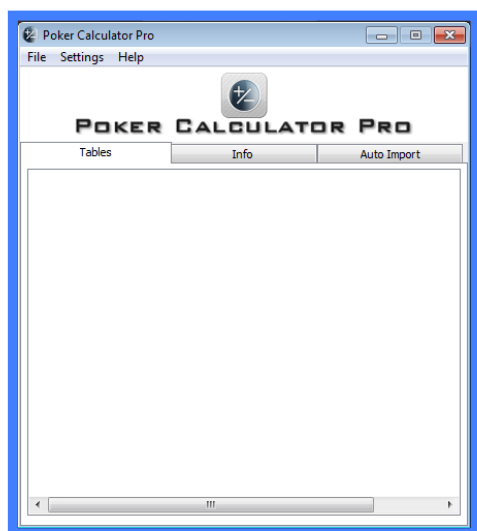 Poker Calculator Pro
File Settings Help
POKER CALCULATOR PRO
Tables Info Auto Import